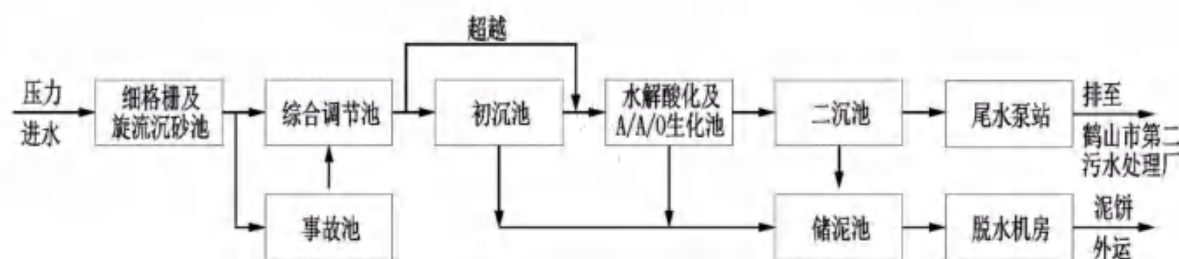 超越
压力
进水
细格栅及
旋流沉砂池
综合调节池
初沉池
水解酸化及
A/A/O生化池
二沉池
尾水泵站
排至
鹤山市第二
污水处理厂
事故池
储泥池
脱水机房
泥饼
外运